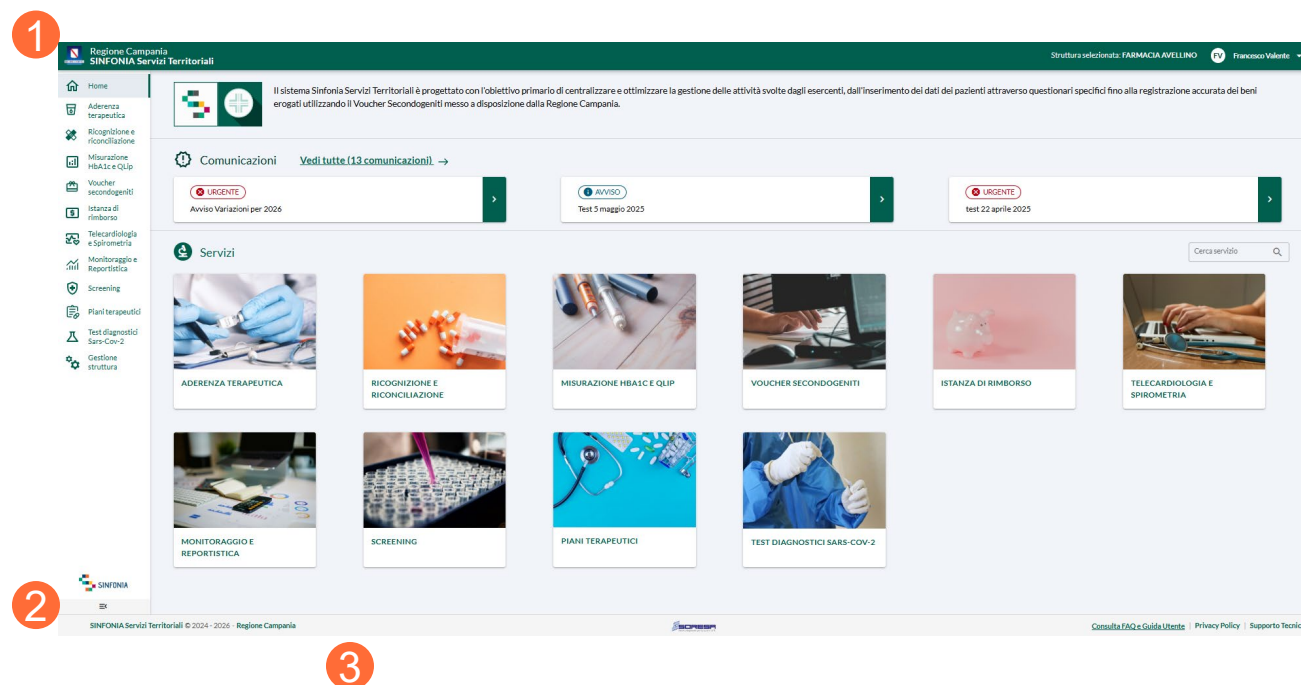 1
Regione Campania
SINFONIA Servizi Territoriali
Struttura selezionata: FARMACIA AVELLINO
FV
Francesco Valente
Home
Aderenza
terapeutica
Ricognizione e
riconciliazione
Misurazione
HbA1c e QLip
Voucher
secondogeniti
Istanza di
rimborso
Telecardiologia
e Spirometria
Monitoraggio e
Reportistica
Screening
Piani terapeutici
Test diagnostici
Sars-Cov-2
Gestione
struttura
SINFONIA
2
Il sistema Sinfonia Servizi Territoriali è progettato con l'obiettivo primario di centralizzare e ottimizzare la gestione delle attività svolte dagli esercenti, dall'inserimento dei dati dei pazienti attraverso questionari specifici fino alla registrazione accurata dei beni
erogati utilizzando il Voucher Secondogeniti messo a disposizione dalla Regione Campania.
Comunicazioni
Vedi tutte (13 comunicazioni) →
URGENTE
Avviso Variazioni per 2026
AVVISO
Test 5 maggio 2025
URGENTE
test 22 aprile 2025
Servizi
Cerca servizio
ADERENZA TERAPEUTICA
RICOGNIZIONE E
RICONCILIAZIONE
MISURAZIONE HBA1C E QLIP
VOUCHER SECONDOGENITI
ISTANZA DI RIMBORSO
TELECARDIOLOGIA E
SPIROMETRIA
MONITORAGGIO E
REPORTISTICA
SCREENING
PIANI TERAPEUTICI
TEST DIAGNOSTICI SARS-COV-2
SINFONIA Servizi Territoriali © 2024 - 2026 - Regione Campania
SORESA
Consulta FAQ e Guida Utente | Privacy Policy | Supporto Tecnic
3